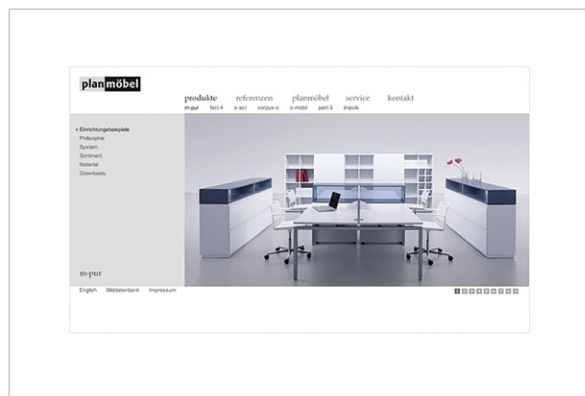 planmöbel
produkte referenzen planmöbel service kontakt
m-pur fact 4 x-act corpus-c c-mobil part-3 impuls
Einrichtungsbeispiele
Philosophie
System
Sortiment
Material
Downloads
m-pur
English Bilddatenbank Impressum